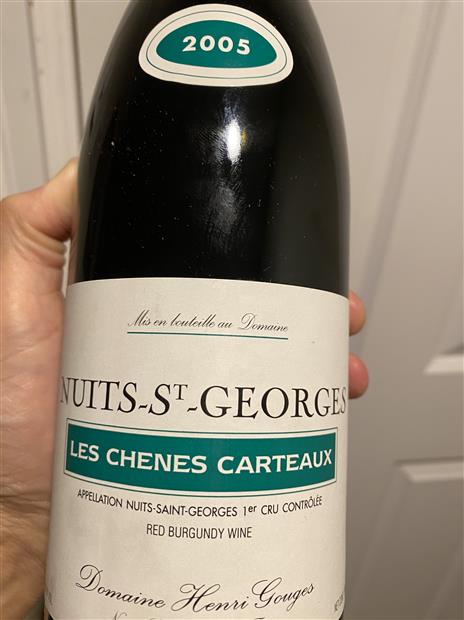 2005
Mis en bouteille au Domaine
NUITS-ST-GEORGES
LES CHENES CARTEAUX
APPELLATION NUITS-SAINT-GEORGES 1er CRU CONTRÔLÉE
RED BURGUNDY WINE
Domaine Henri Gouges